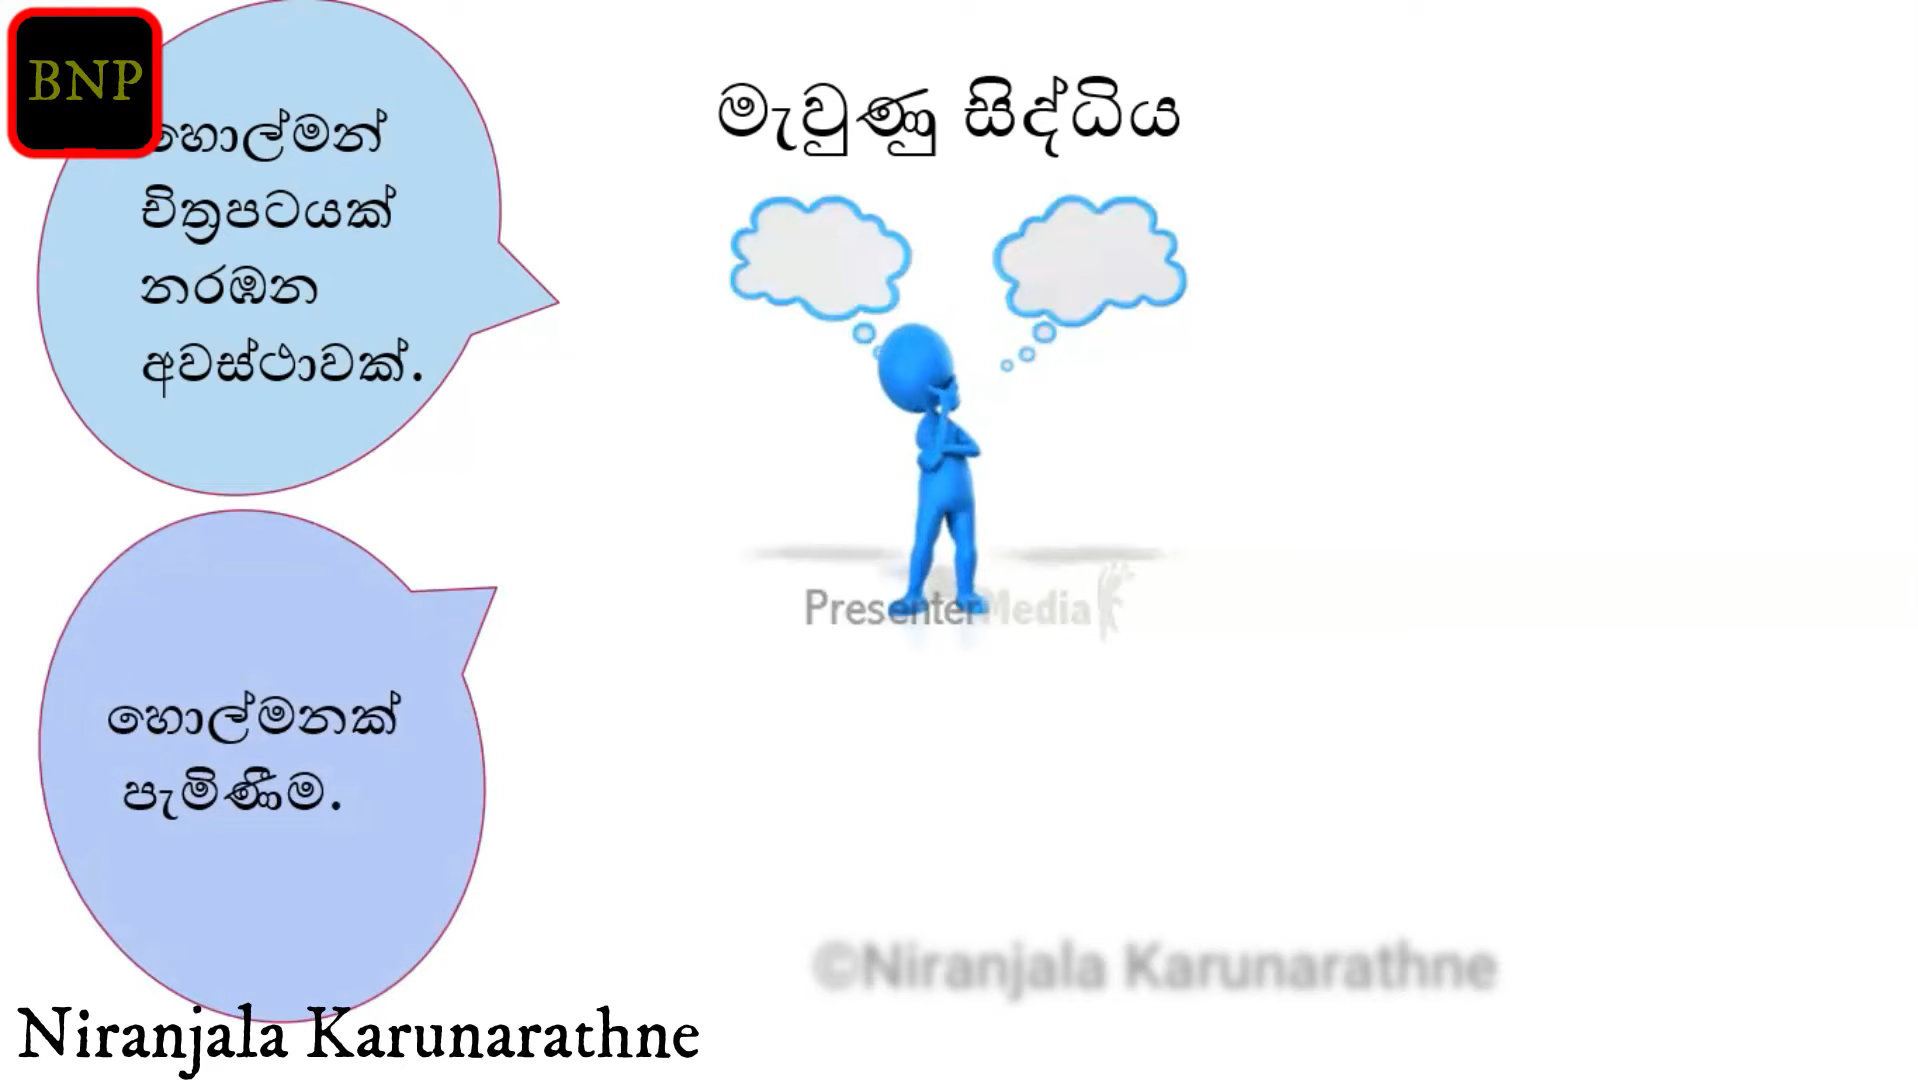 BNP
හොල්මන්
චිත්‍රපටයක්
නරඹන
අවස්ථාවක්.
මැවුණු සිද්ධිය
PresenterMedia
හොල්මනක්
පැමිණීම.
©Niranjala Karunarathne
Niranjala Karunarathne